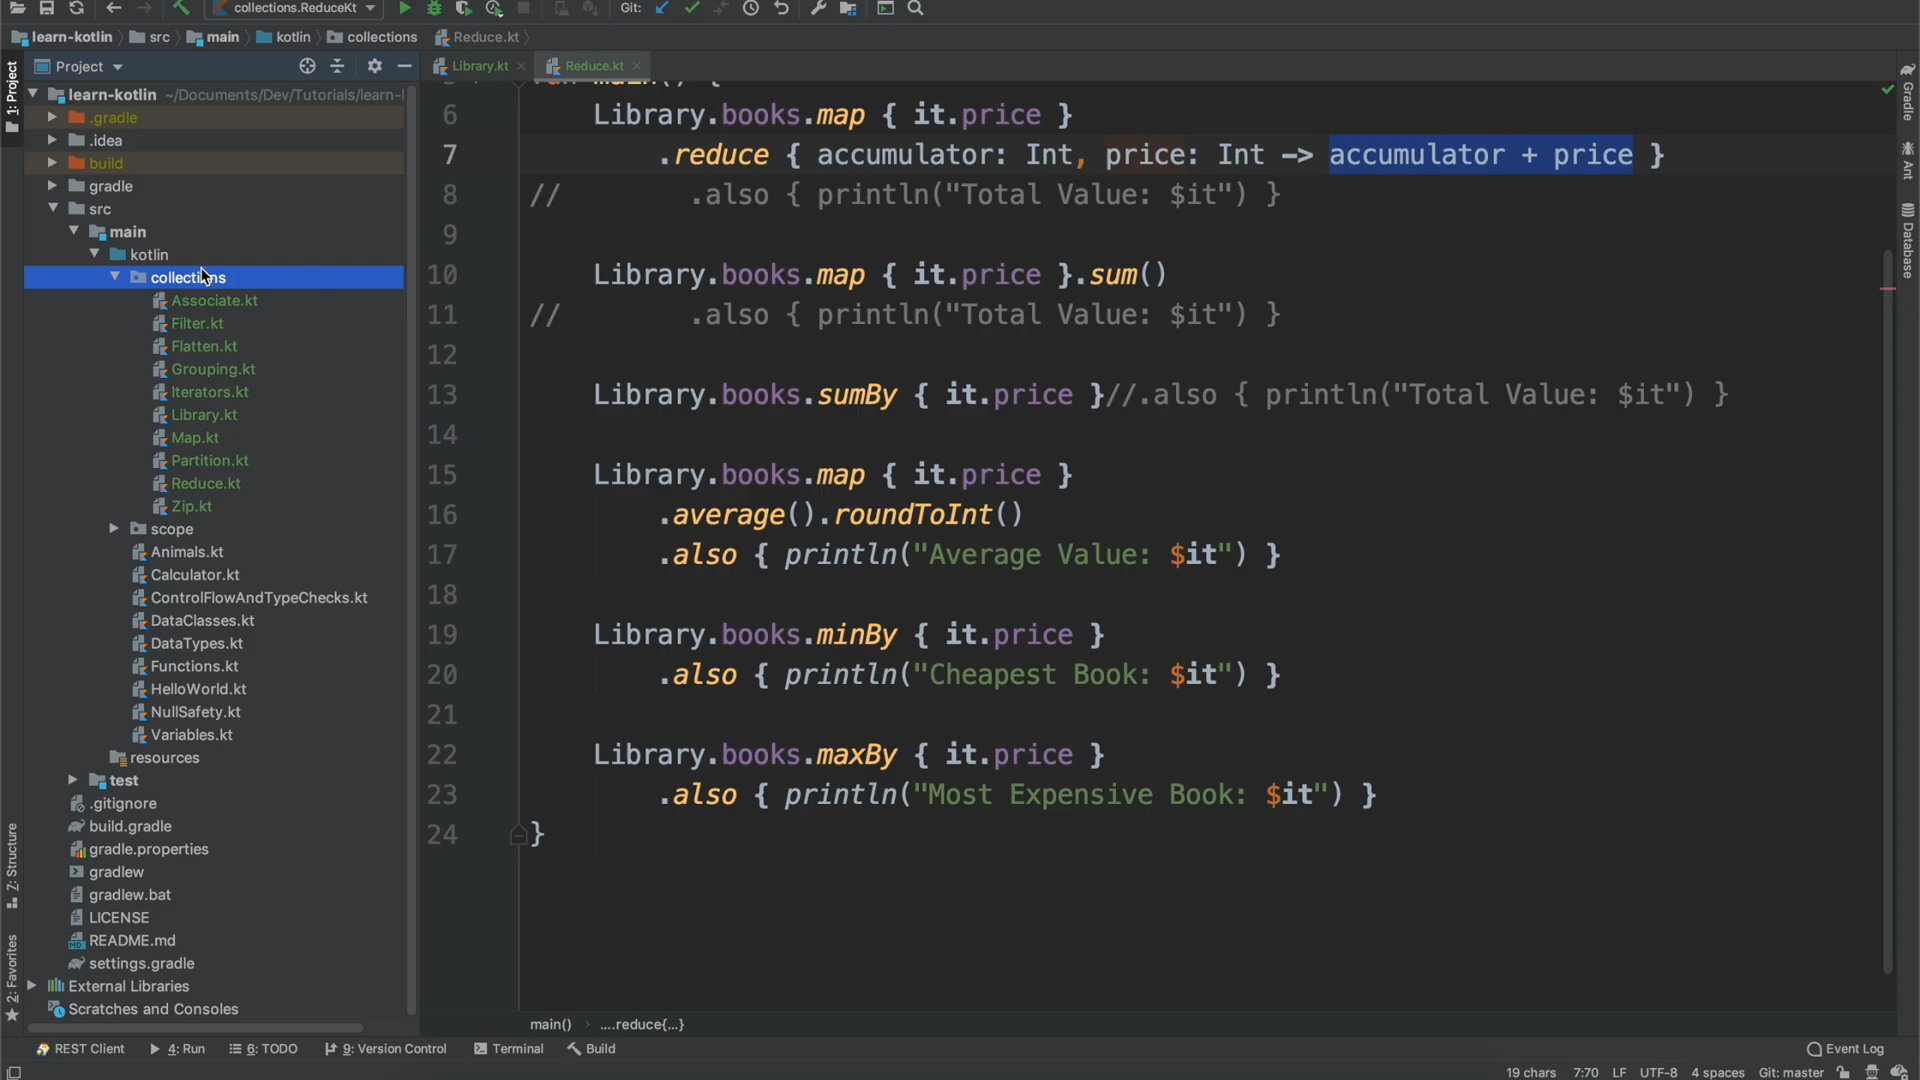 collections.ReduceKt
Git:
learn-kotlin
src
main
kotlin
collections
Reduce.kt
Project
Library.kt
Reduce.kt
1: Project
learn-kotlin ~/Documents/Dev/Tutorials/learn-
.gradle
.idea
build
gradle
src
main
kotlin
collections
Associate.kt
Filter.kt
Flatten.kt
Grouping.kt
Iterators.kt
Library.kt
Map.kt
Partition.kt
Reduce.kt
Zip.kt
scope
Animals.kt
Calculator.kt
ControlFlowAndTypeChecks.kt
DataClasses.kt
DataTypes.kt
Functions.kt
HelloWorld.kt
NullSafety.kt
Variables.kt
resources
test
.gitignore
build.gradle
gradle.properties
gradlew
gradlew.bat
LICENSE
README.md
settings.gradle
External Libraries
Scratches and Consoles
Z: Structure
2: Favorites
6 Library.books.map { it.price }
7 .reduce { accumulator: Int, price: Int -> accumulator + price }
8 // .also { println("Total Value: $it") }
9
10 Library.books.map { it.price }.sum()
11 // .also { println("Total Value: $it") }
12
13 Library.books.sumBy { it.price }//.also { println("Total Value: $it") }
14
15 Library.books.map { it.price }
16 .average().roundToInt()
17 .also { println("Average Value: $it") }
18
19 Library.books.minBy { it.price }
20 .also { println("Cheapest Book: $it") }
21
22 Library.books.maxBy { it.price }
23 .also { println("Most Expensive Book: $it") }
24 }
Gradle
Ant
Database
main() › ....reduce{...}
REST Client
4: Run
6: TODO
9: Version Control
Terminal
Build
Event Log
19 chars 7:70 LF UTF-8 4 spaces Git: master